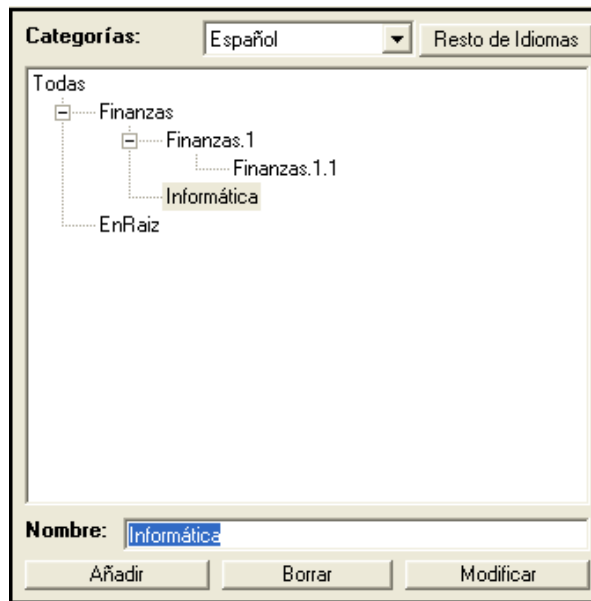 Categorías: Español Resto de Idiomas
Todas
Finanzas
Finanzas.1
Finanzas.1.1
Informática
EnRaiz
Nombre: Informática
Añadir Borrar Modificar